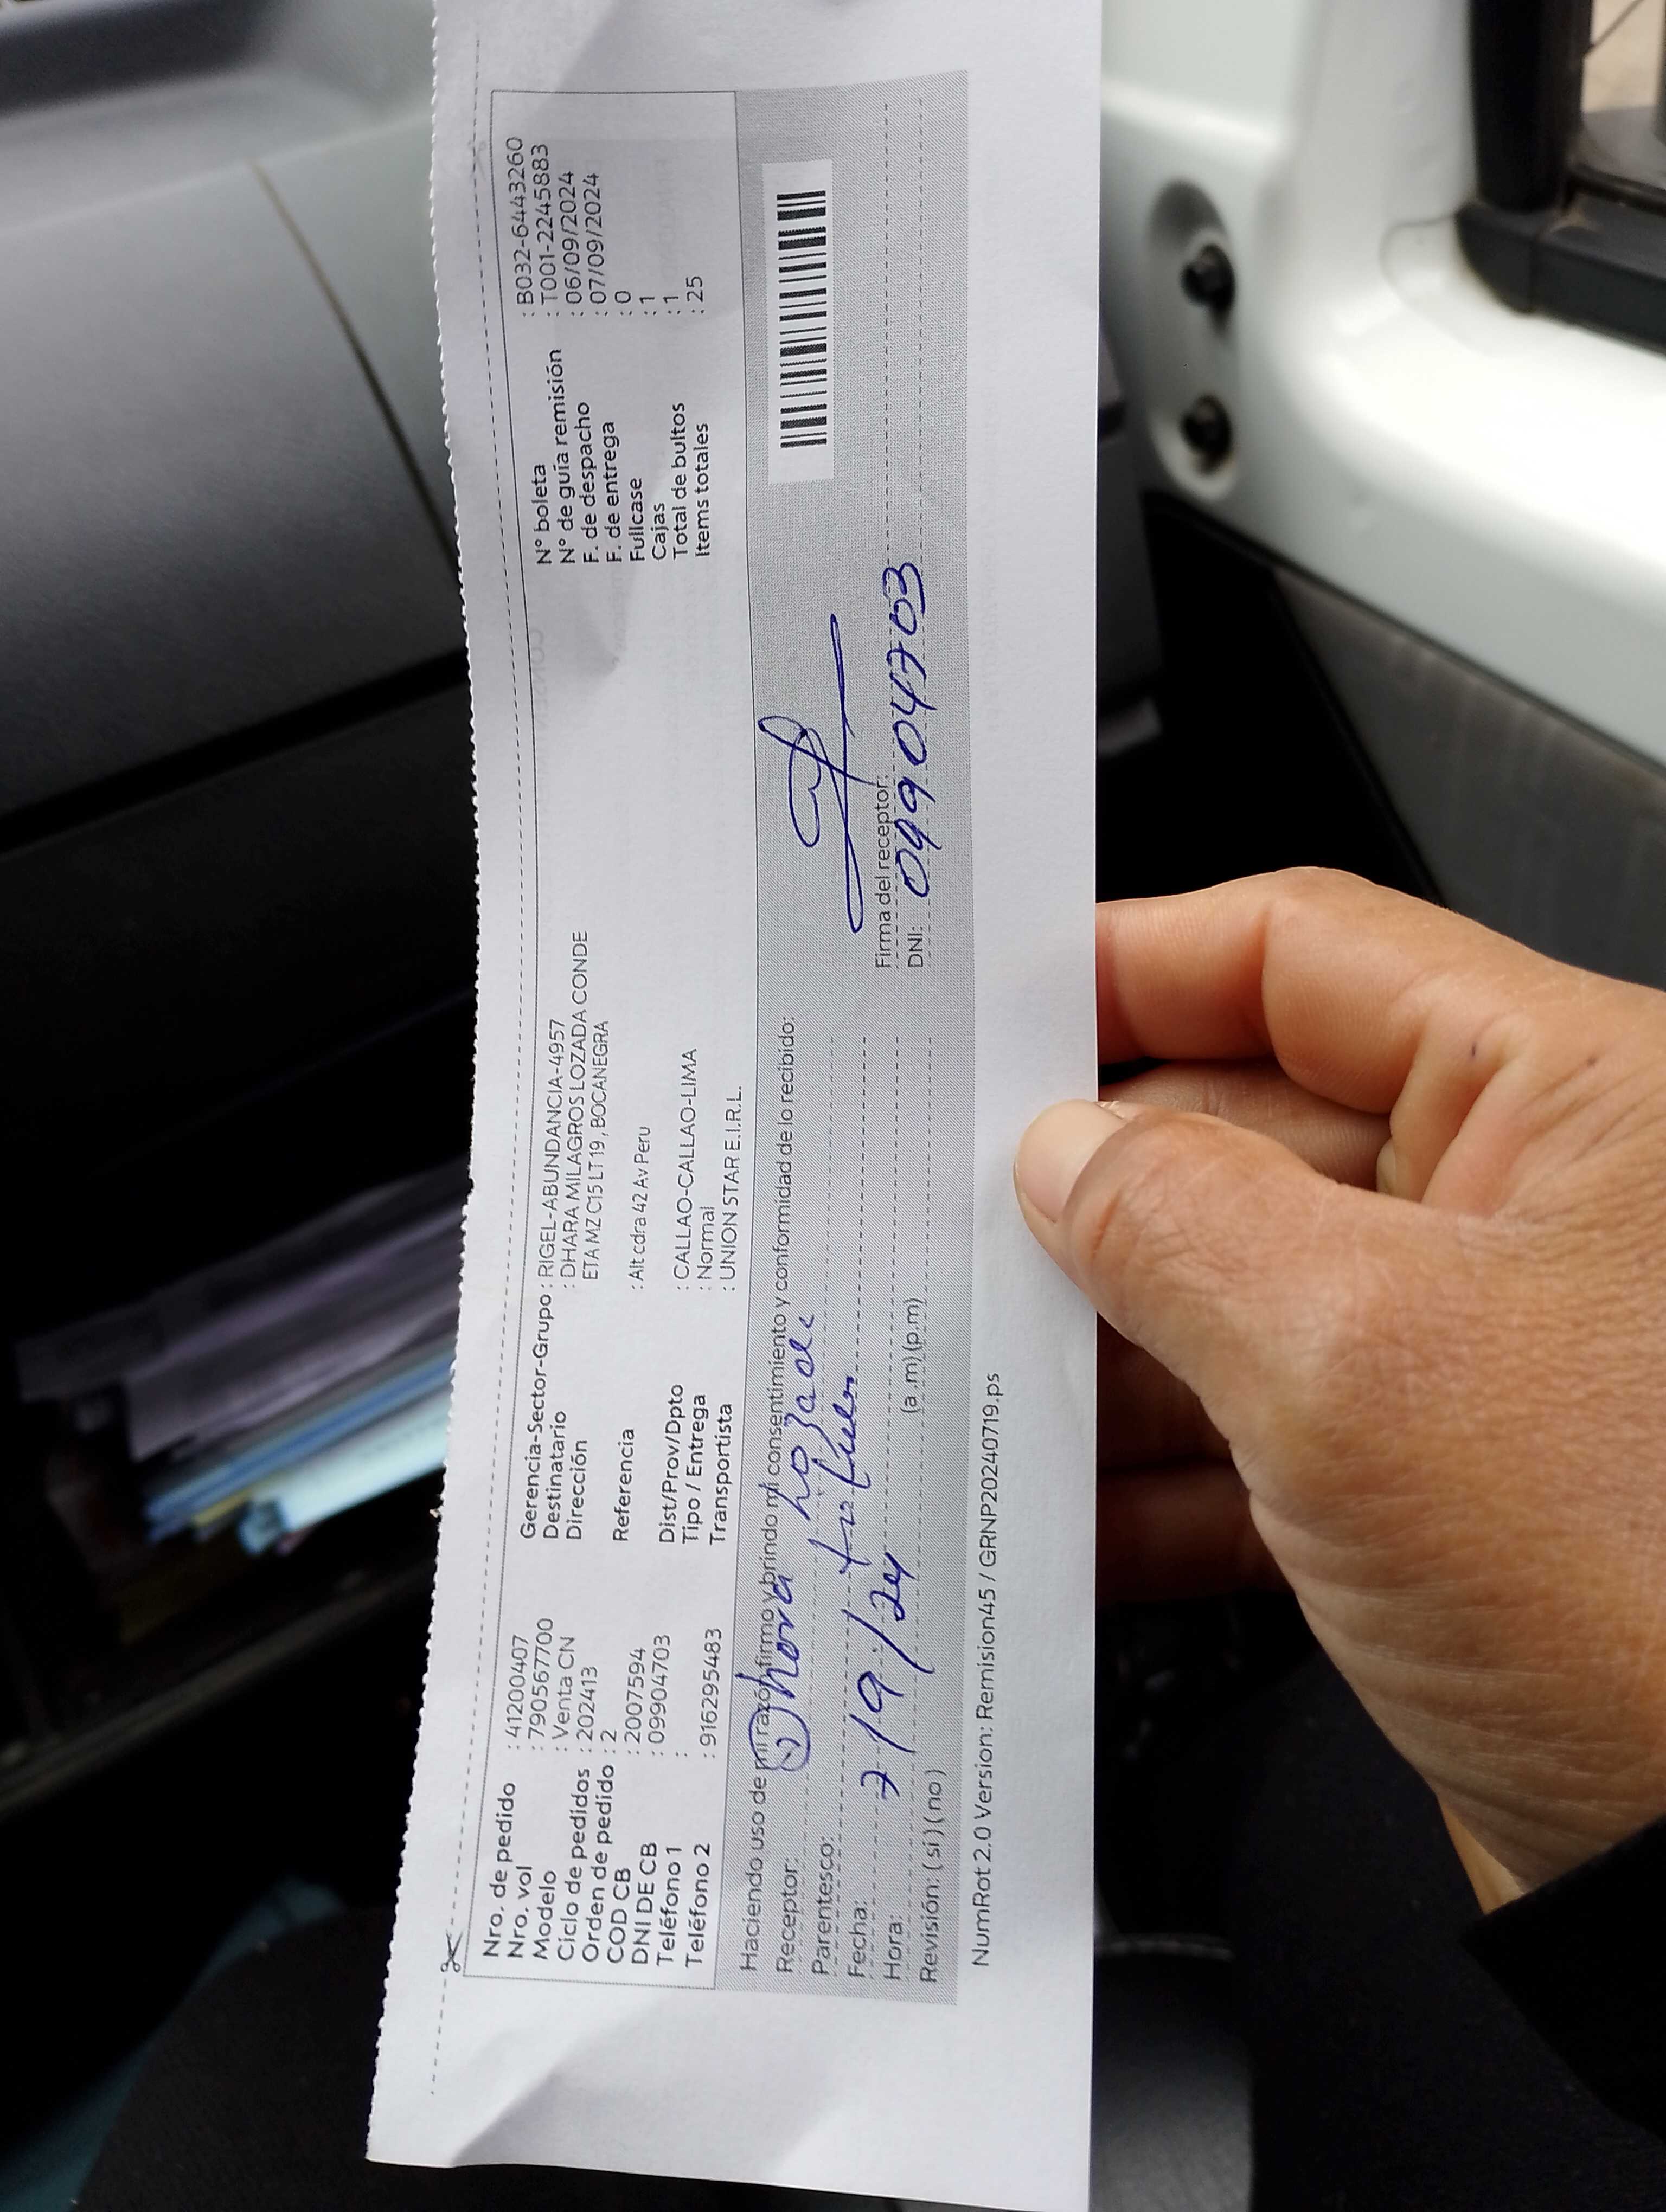 Nro. de pedido : 41200407
Nro. vol : 790567700
Modelo : Venta CN
Ciclo de pedidos : 202413
Orden de pedido : 2
COD CB : 2007594
DNI DE CB : 09904703
Teléfono 1 :
Teléfono 2 : 916295483
Gerencia-Sector-Grupo : RIGEL-ABUNDANCIA-4957
Destinatario : DHARA MILAGROS LOZADA CONDE
Dirección ETA MZ C15 LT 19 , BOCANEGRA
Referencia : Alt cdra 42 Av Peru
Dist/Prov/Dpto : CALLAO-CALLAO-LIMA
Tipo / Entrega : Normal
Transportista : UNION STAR E.I.R.L.
N° boleta : B032-64443260
N° de guía remisión : T001-2245883
F. de despacho : 06/09/2024
F. de entrega : 07/09/2024
Fullcase : 0
Cajas : 1
Total de bultos : 1
Items totales : 25
Haciendo uso de mi razón firmo y brindo mi consentimiento y conformidad de lo recibido:
Receptor: Lozada
Parentesco:
Fecha: 7/9/24
Hora: (a.m) (p.m)
Revisión: ( si ) ( no )
Firma del receptor:
DNI: 09904703
NumRot 2.0 Version: Remision45 / GRNP20240719.ps